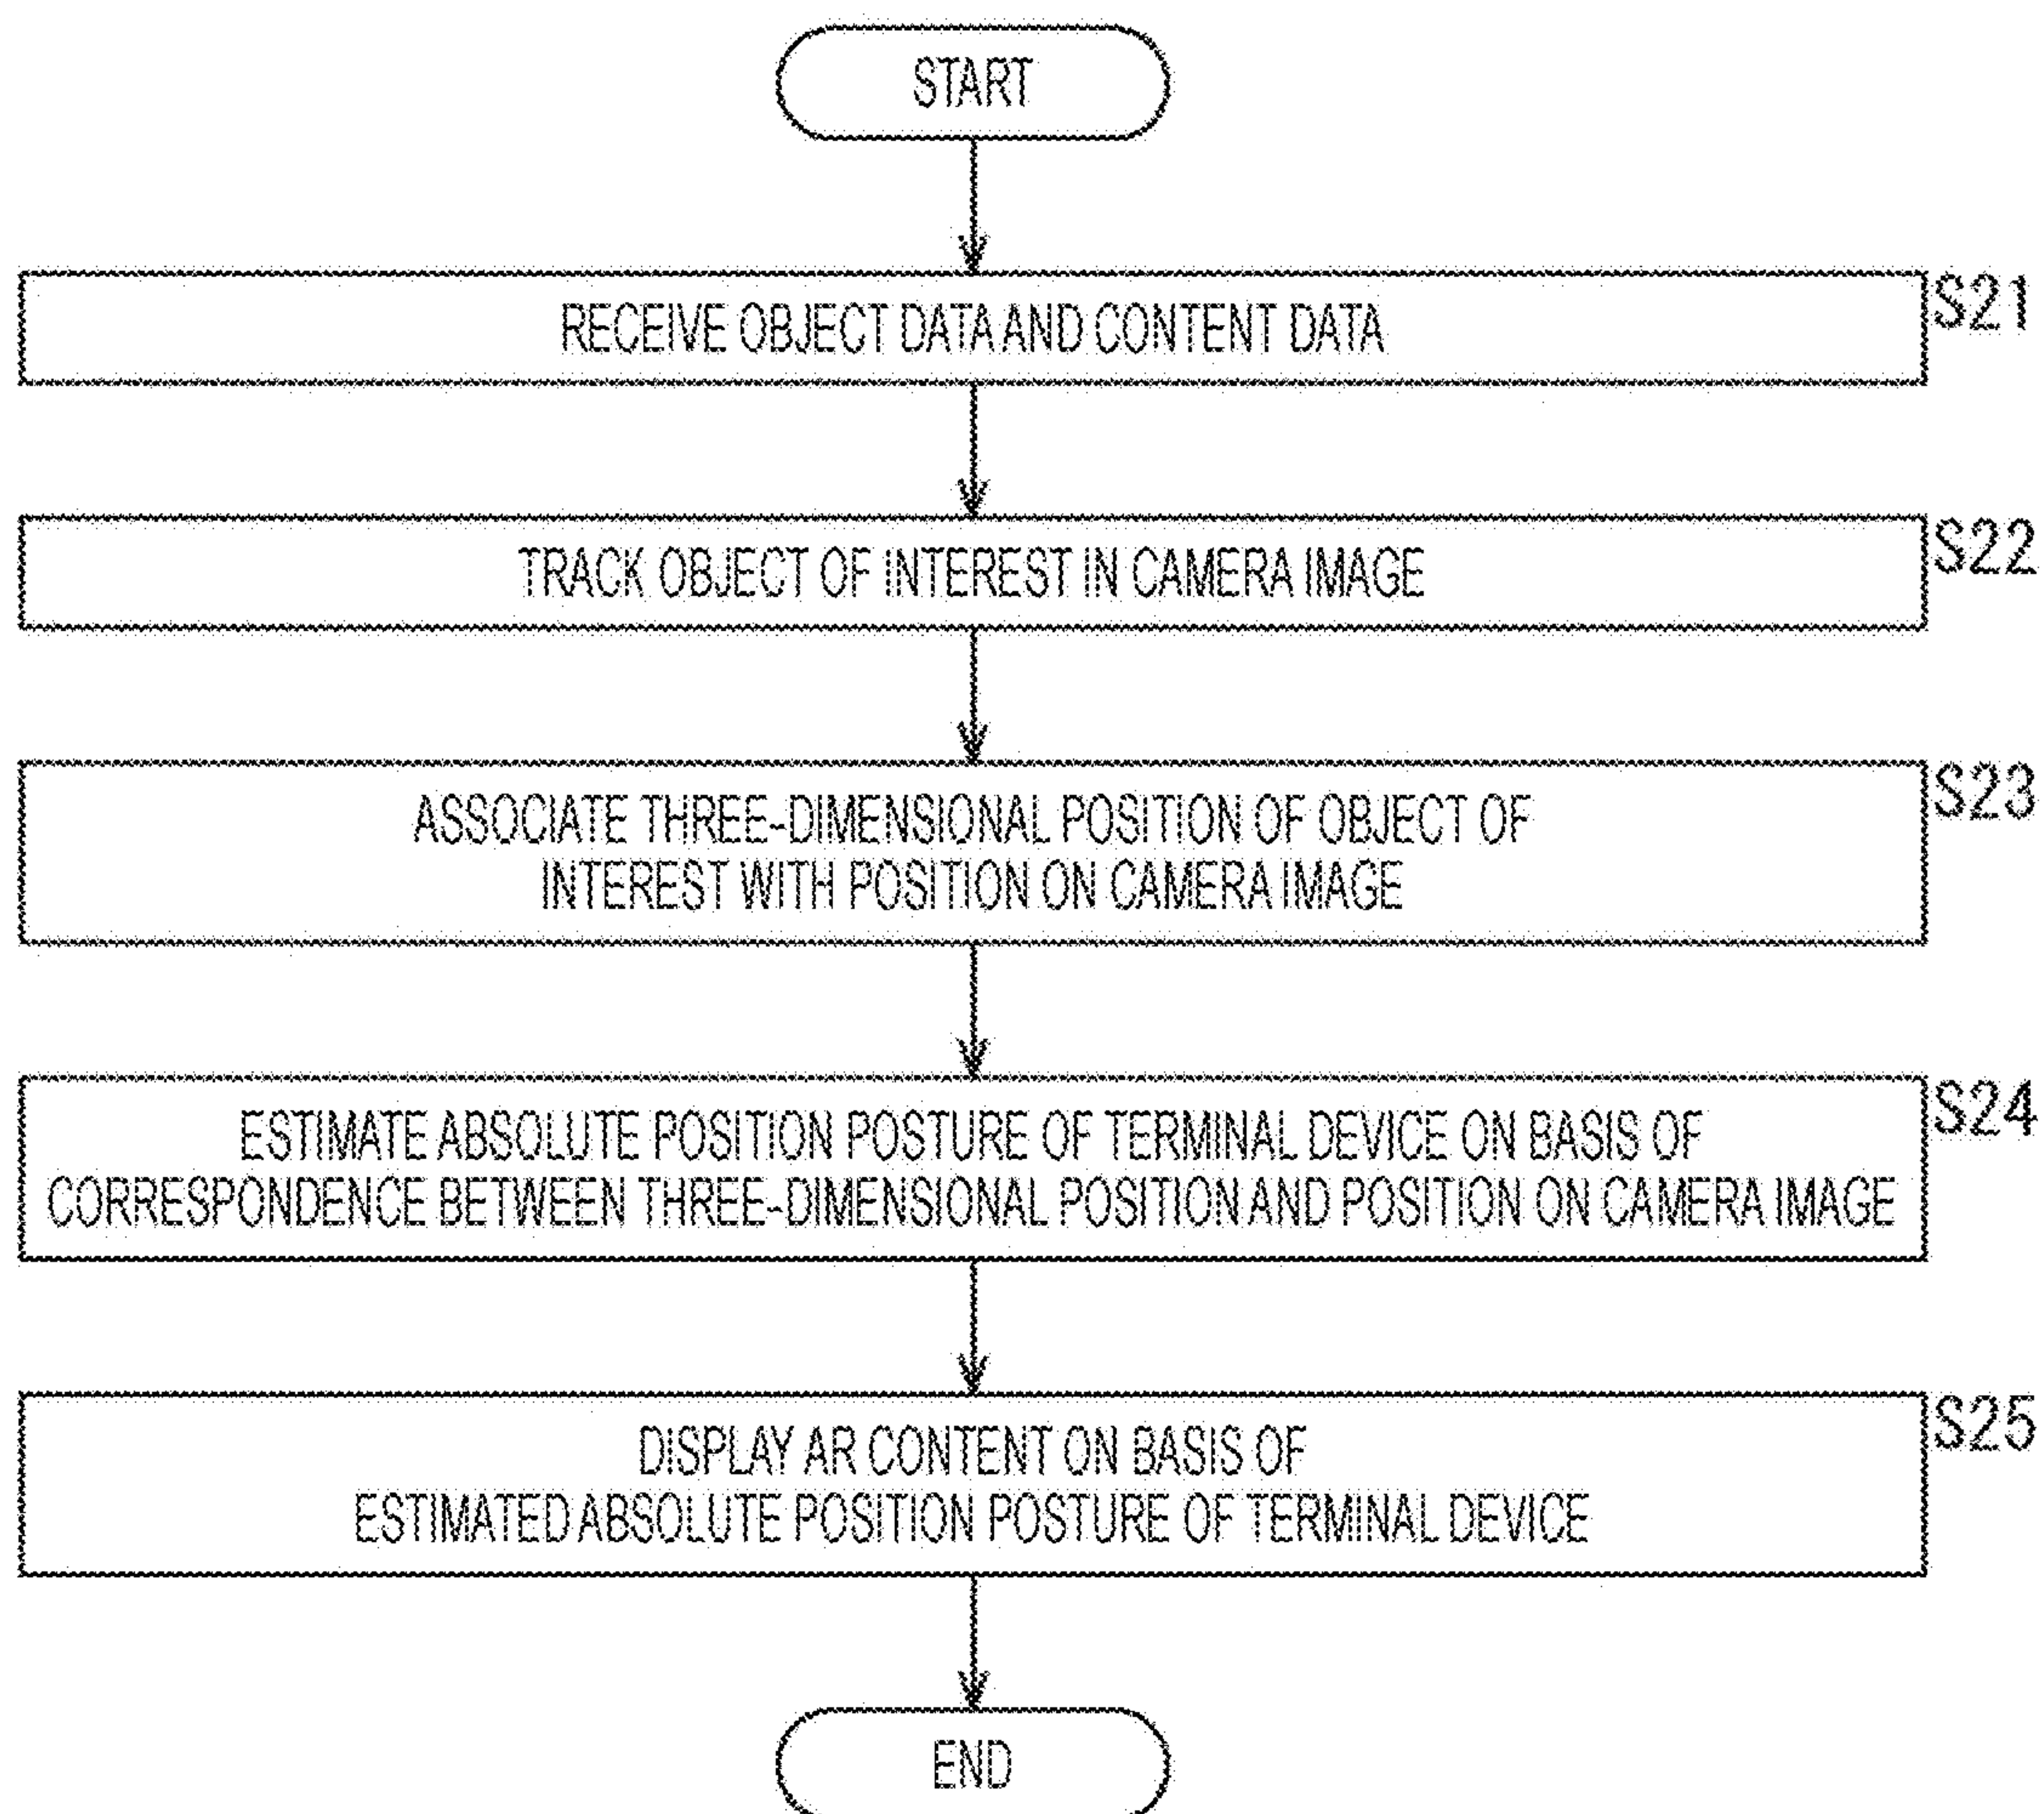 START
S21
RECEIVE OBJECT DATA AND CONTENT DATA
S22
TRACK OBJECT OF INTEREST IN CAMERA IMAGE
S23
ASSOCIATE THREE-DIMENSIONAL POSITION OF OBJECT OF
INTEREST WITH POSITION ON CAMERA IMAGE
S24
ESTIMATE ABSOLUTE POSITION POSTURE OF TERMINAL DEVICE ON BASIS OF
CORRESPONDENCE BETWEEN THREE-DIMENSIONAL POSITION AND POSITION ON CAMERA IMAGE
S25
DISPLAY AR CONTENT ON BASIS OF
ESTIMATED ABSOLUTE POSITION POSTURE OF TERMINAL DEVICE
END